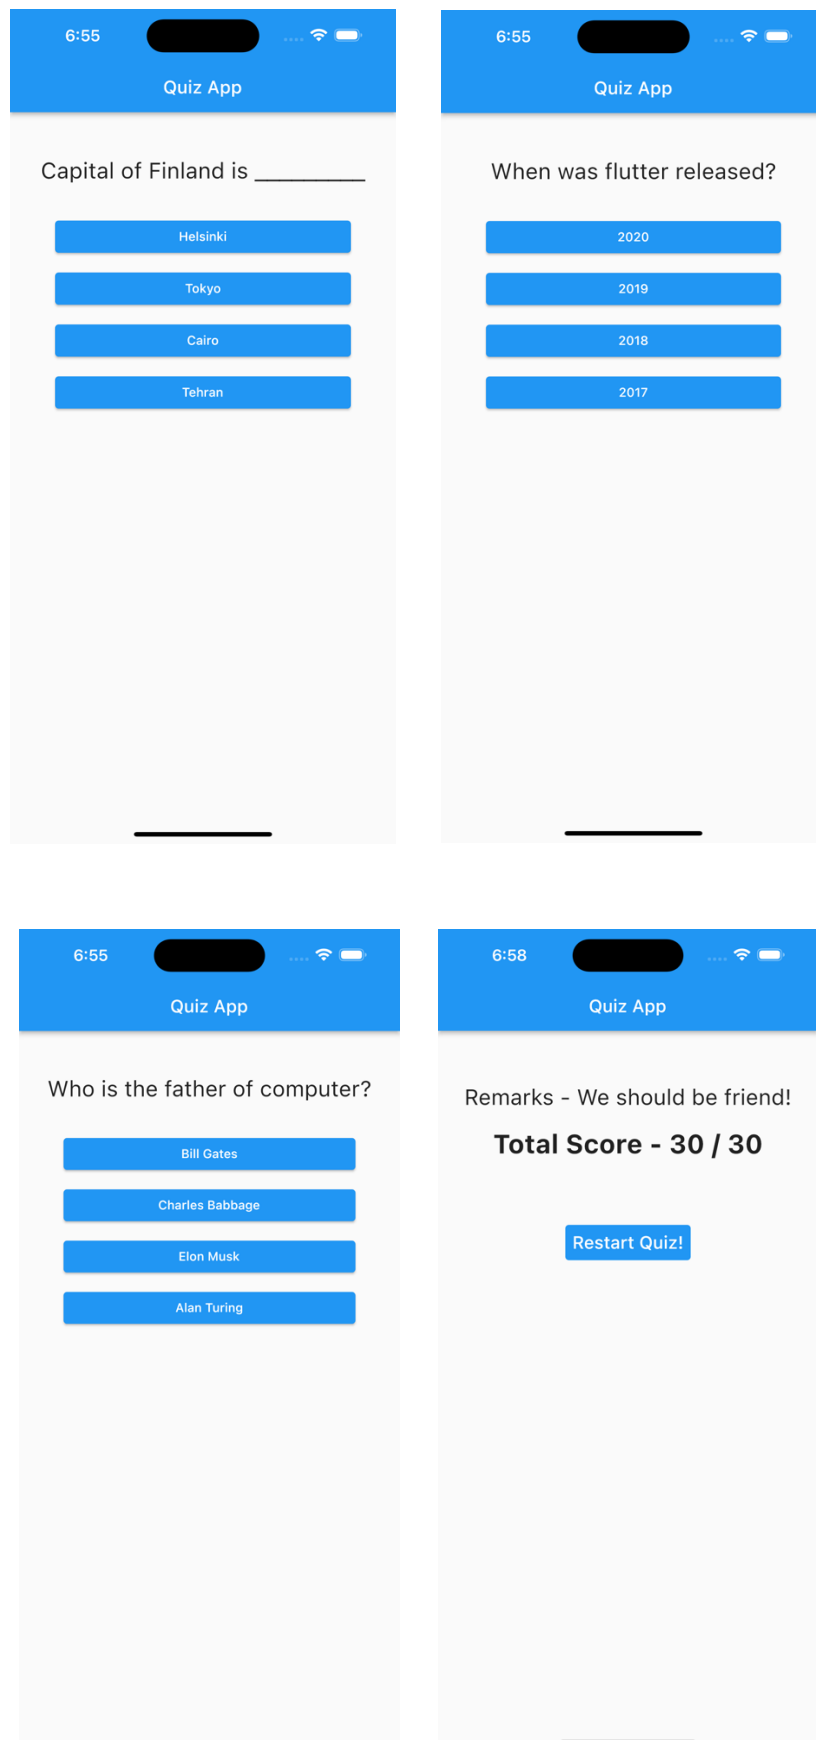 6:55
Quiz App
Capital of Finland is _________
Helsinki
Tokyo
Cairo
Tehran
6:55
Quiz App
When was flutter released?
2020
2019
2018
2017
6:55
Quiz App
Who is the father of computer?
Bill Gates
Charles Babbage
Elon Musk
Alan Turing
6:58
Quiz App
Remarks - We should be friend!
Total Score - 30 / 30
Restart Quiz!